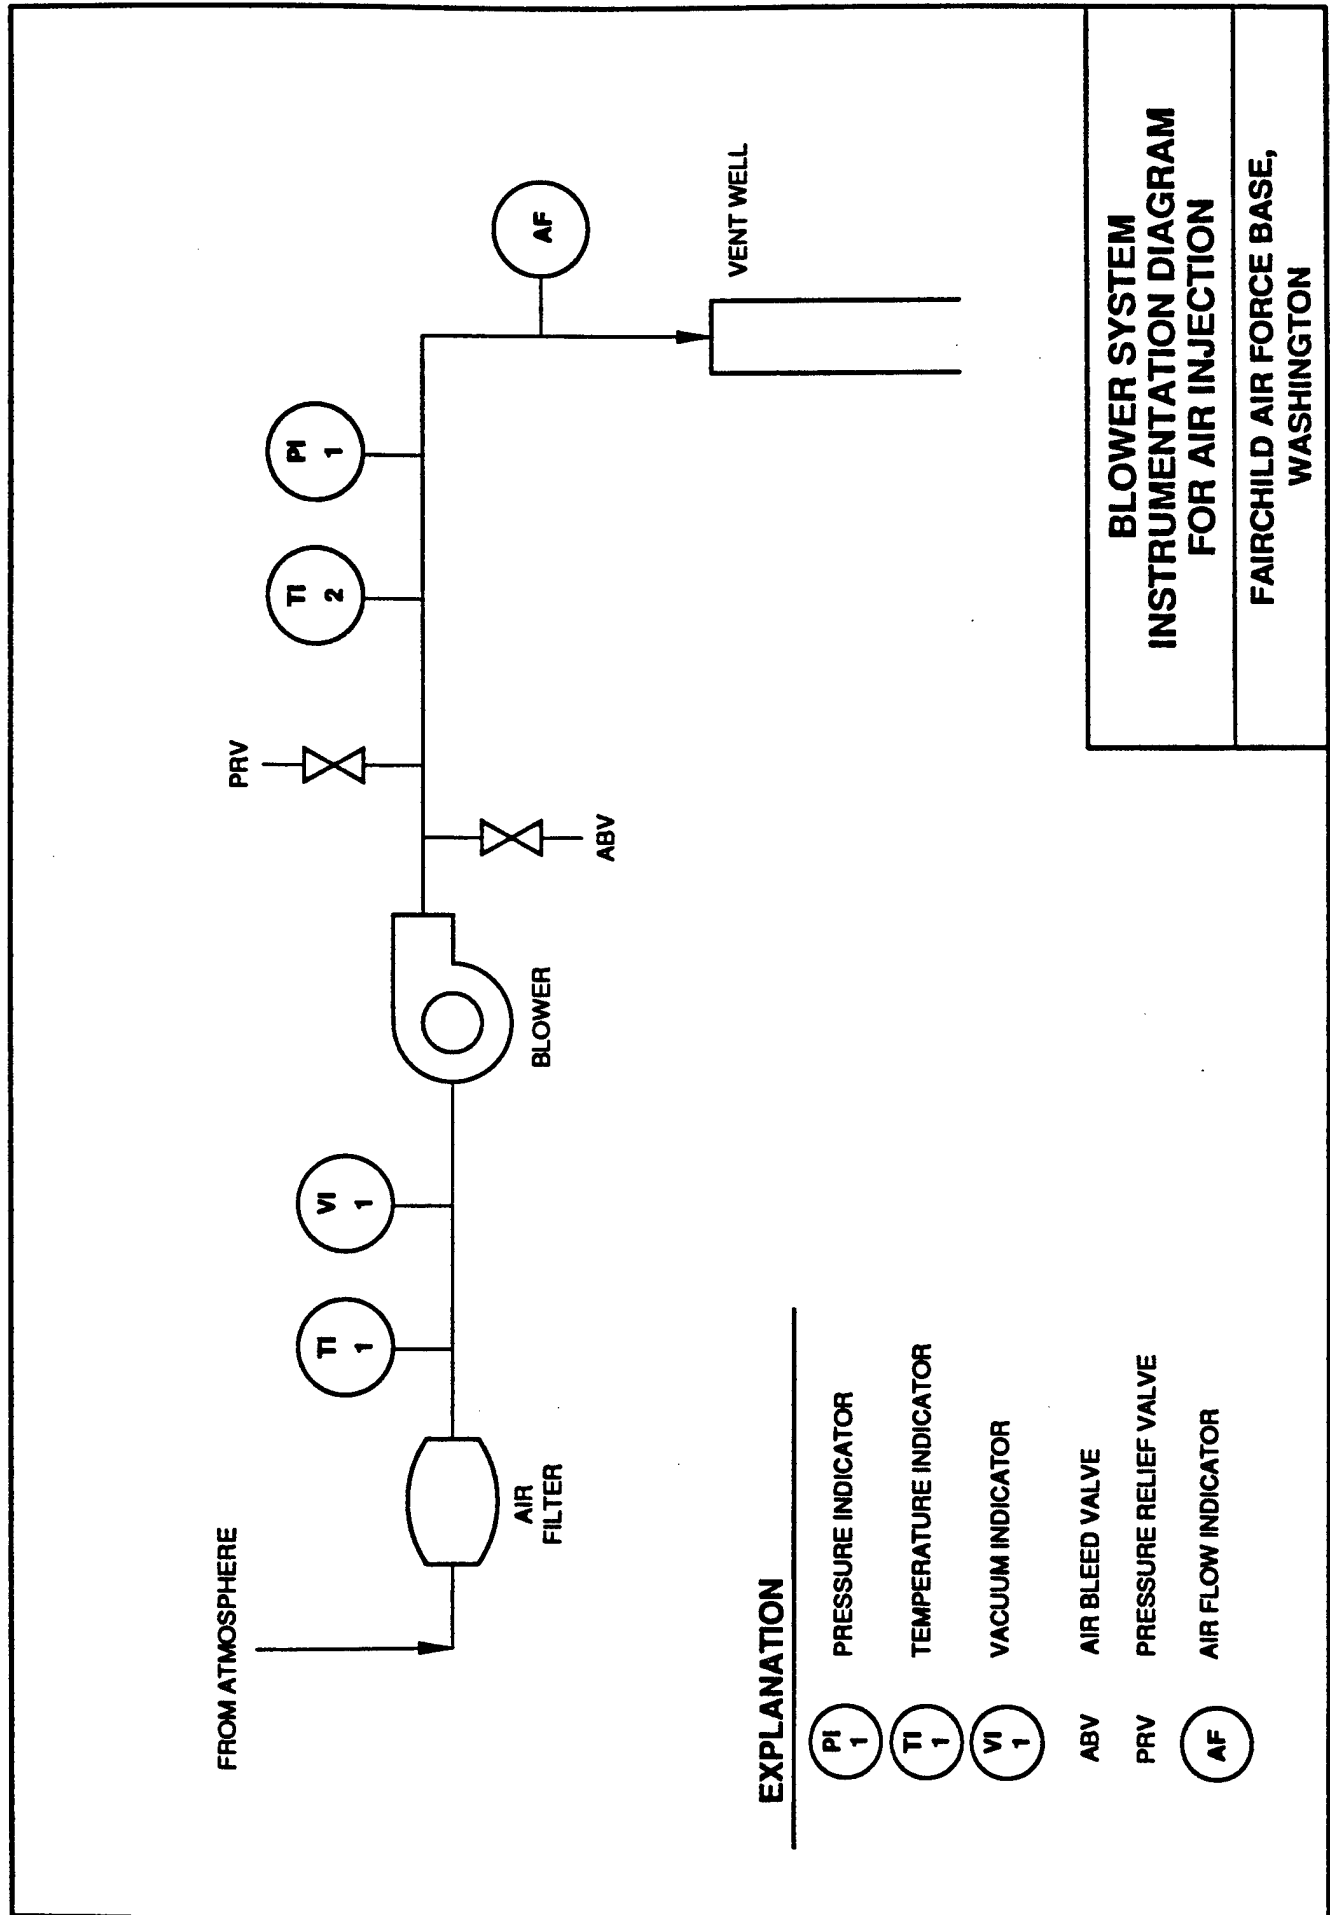 FROM ATMOSPHERE
AIR
FILTER
TI
1
VI
1
BLOWER
ABV
PRV
TI
2
PI
1
AF
VENT WELL
EXPLANATION
PI
1
PRESSURE INDICATOR
TI
1
TEMPERATURE INDICATOR
VI
1
VACUUM INDICATOR
ABV AIR BLEED VALVE
PRV PRESSURE RELIEF VALVE
AF AIR FLOW INDICATOR
BLOWER SYSTEM
INSTRUMENTATION DIAGRAM
FOR AIR INJECTION
FAIRCHILD AIR FORCE BASE,
WASHINGTON